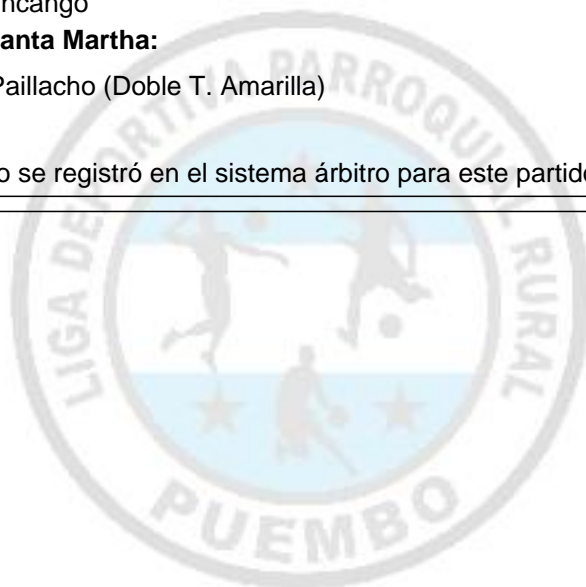 anta Martha:
Paillacho (Doble T. Amarilla)
o se registró en el sistema árbitro para este partid
LIGA DEPORTIVA PARROQUIAL RURAL
PUEMBO